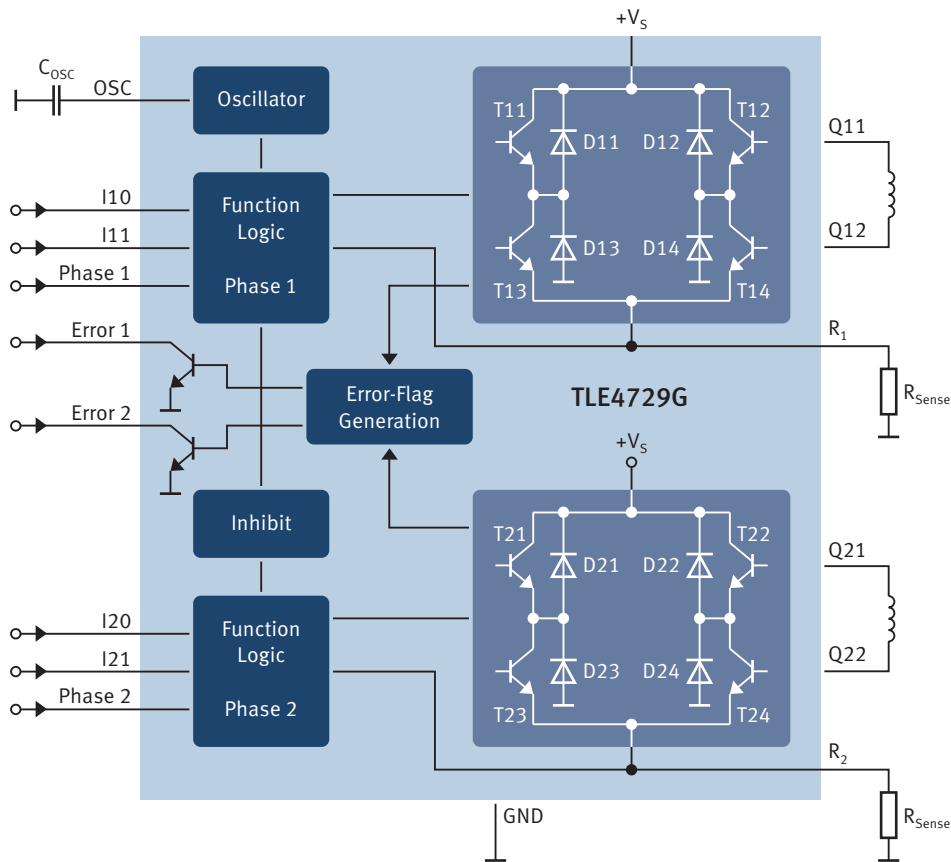 +VS
COSC
OSC
Oscillator
T11
T12
D11
D12
Q11
I10
Function
Logic
I11
Q12
D13
D14
Phase 1
Phase 1
T13
T14
Error 1
R1
Error-Flag
Generation
TLE4729G
RSense
Error 2
+VS
Inhibit
T21
T22
D21
D22
Q21
I20
Function
Logic
I21
Q22
D23
D24
Phase 2
Phase 2
T23
T24
R2
GND
RSense